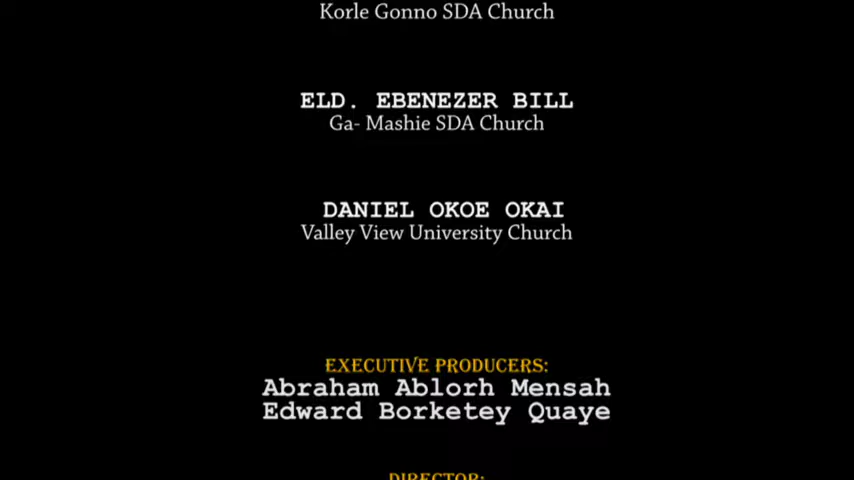 Korle Gonno SDA Church
ELD. EBENEZER BILL
Ga- Mashie SDA Church
DANIEL OKOE OKAI
Valley View University Church
EXECUTIVE PRODUCERS:
Abraham Ablorh Mensah
Edward Borketey Quaye
DIRECTOR: